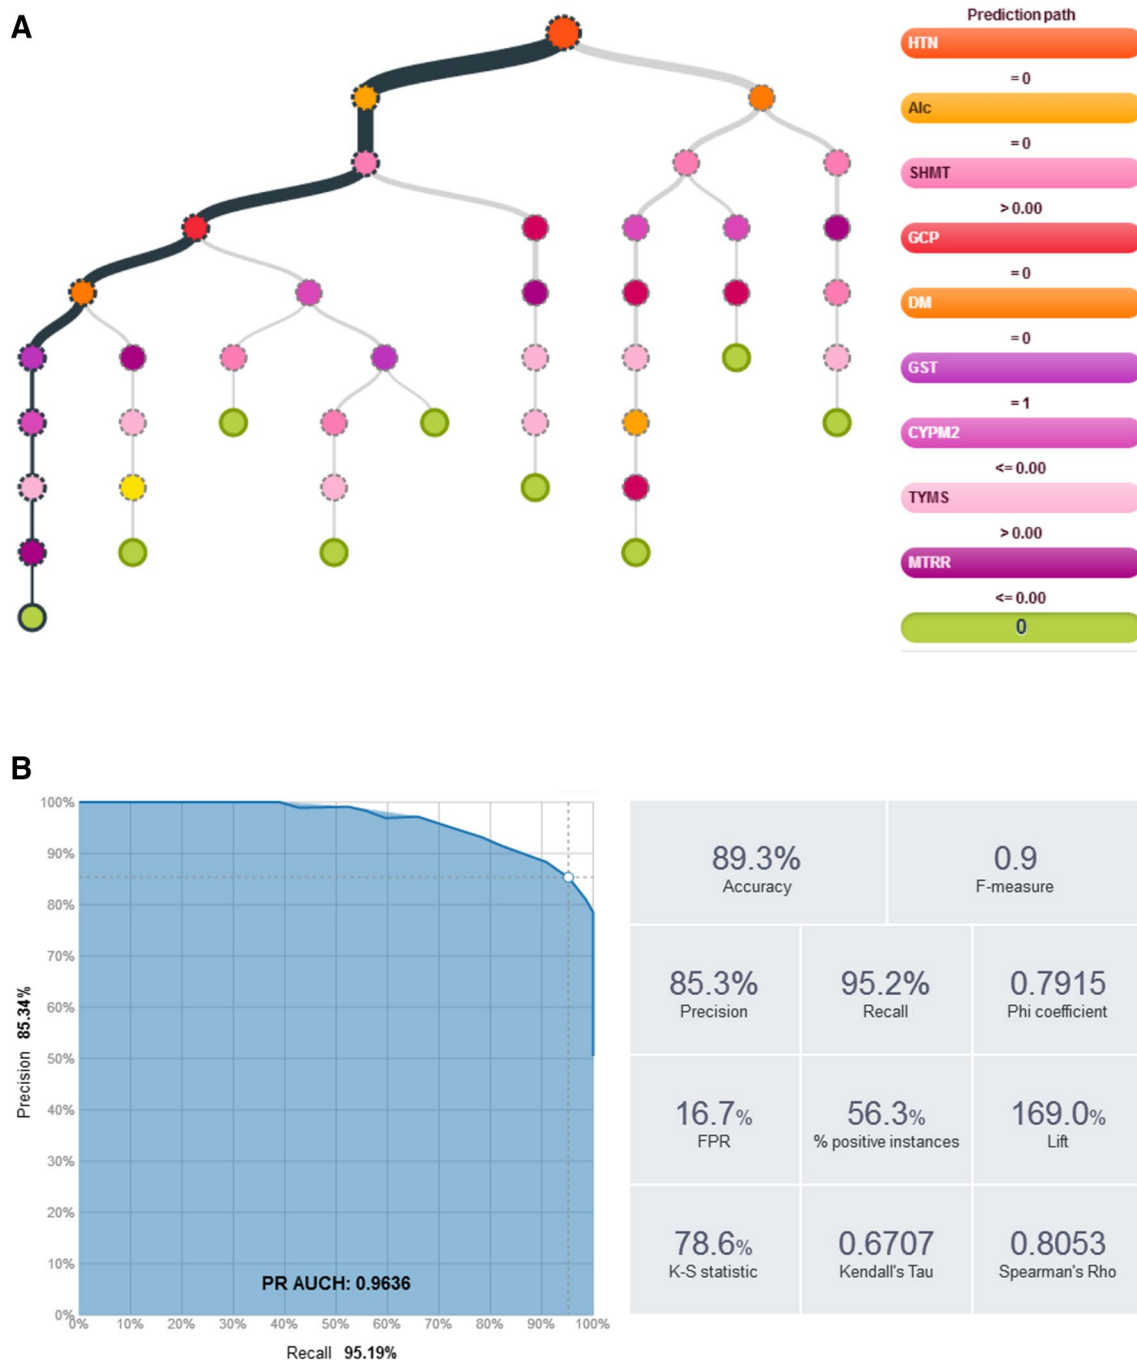 A
Prediction path
HTN
= 0
Alc
= 0
SHMT
> 0.00
GCP
= 0
DM
= 0
GST
= 1
CYPM2
<= 0.00
TYMS
> 0.00
MTRR
<= 0.00
0
B
100%
90%
80%
70%
60%
50%
40%
30%
20%
10%
0%
Precision 85.34%
PR AUCH: 0.9636
0% 10% 20% 30% 40% 50% 60% 70% 80% 90% 100%
Recall 95.19%
89.3% 0.9
Accuracy F-measure
85.3% 95.2% 0.7915
Precision Recall Phi coefficient
16.7% 56.3% 169.0%
FPR % positive instances Lift
78.6% 0.6707 0.8053
K-S statistic Kendall's Tau Spearman's Rho